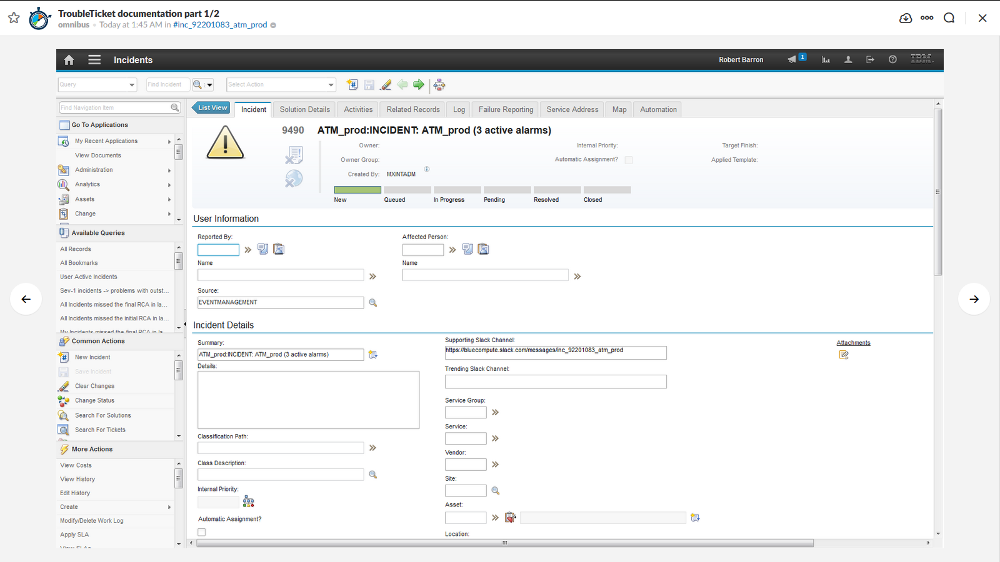 TroubleTicket documentation part 1/2
omnibus Today at 1:45 AM in #inc_92201083_atm_prod
Incidents
Robert Barron
1
IBM.
Query
Find Incident
Select Action
Find Navigation Item
Go To Applications
My Recent Applications
View Documents
Administration
Analytics
Assets
Change
Available Queries
All Records
All Bookmarks
User Active Incidents
Sev-1 incidents -> problems with outst...
All Incidents missed the final RCA in la...
All Incidents missed the initial RCA in la...
My Incidents missed the final RCA in la
Common Actions
New Incident
Save Incident
Clear Changes
Change Status
Search For Solutions
Search For Tickets
More Actions
View Costs
View History
Edit History
Create
Modify/Delete Work Log
Apply SLA
View SLAs
List View
Incident
Solution Details
Activities
Related Records
Log
Failure Reporting
Service Address
Map
Automation
9490
ATM_prod:INCIDENT: ATM_prod (3 active alarms)
Owner:
Internal Priority:
Target Finish:
Owner Group:
Automatic Assignment?
Applied Template:
Created By: MXINTADM
New
Queued
In Progress
Pending
Resolved
Closed
User Information
Reported By:
Affected Person:
Name
Name
Source:
EVENTMANAGEMENT
Incident Details
Summary:
ATM_prod:INCIDENT: ATM_prod (3 active alarms)
Details:
Classification Path:
Class Description:
Internal Priority:
Automatic Assignment?
Supporting Slack Channel:
https://bluecompute.slack.com/messages/inc_92201083_atm_prod
Trending Slack Channel:
Service Group:
Service:
Vendor:
Site:
Asset:
Location:
Attachments